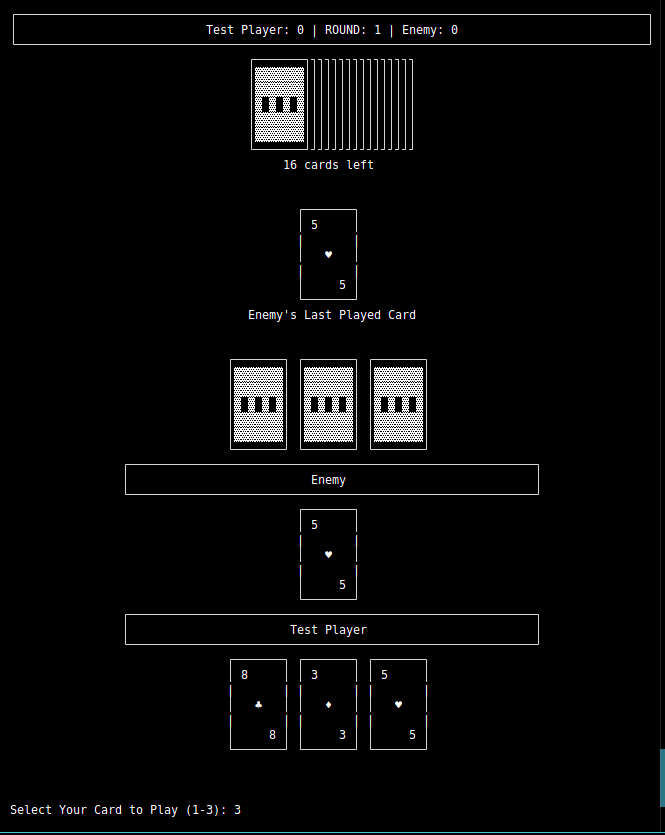 Test Player: 0 | ROUND: 1 | Enemy: 0
16 cards left
5
♥
5
Enemy's Last Played Card
Enemy
5
♥
5
Test Player
8 3 5
♣ ♦ ♥
8 3 5
Select Your Card to Play (1-3): 3